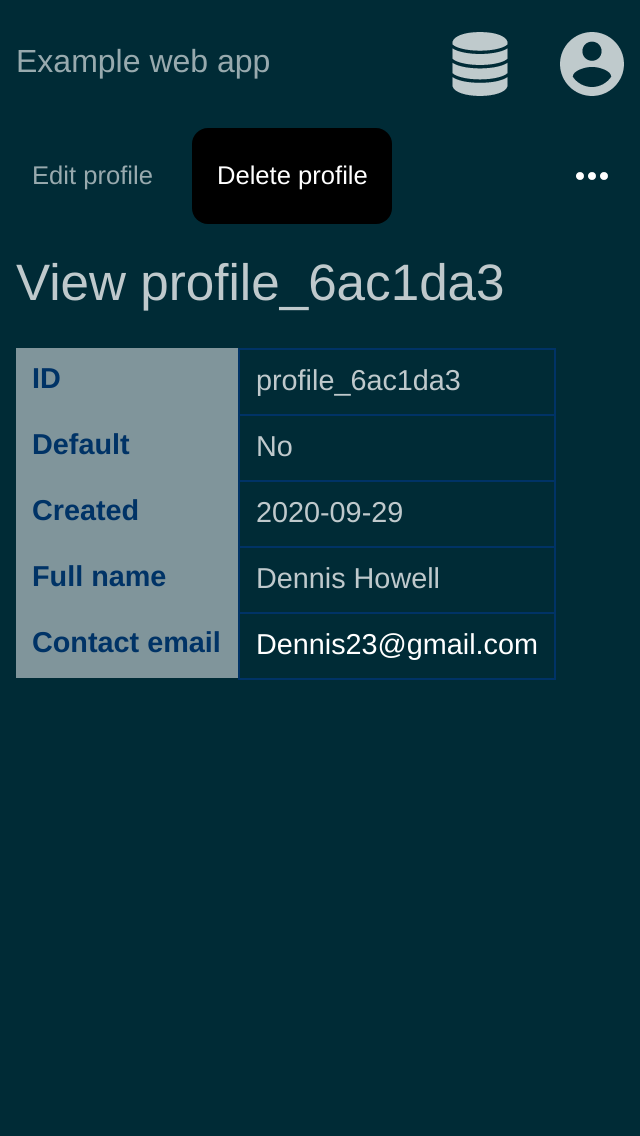 Example web app
Edit profile Delete profile
View profile_6ac1da3
ID profile_6ac1da3
Default No
Created 2020-09-29
Full name Dennis Howell
Contact email Dennis23@gmail.com